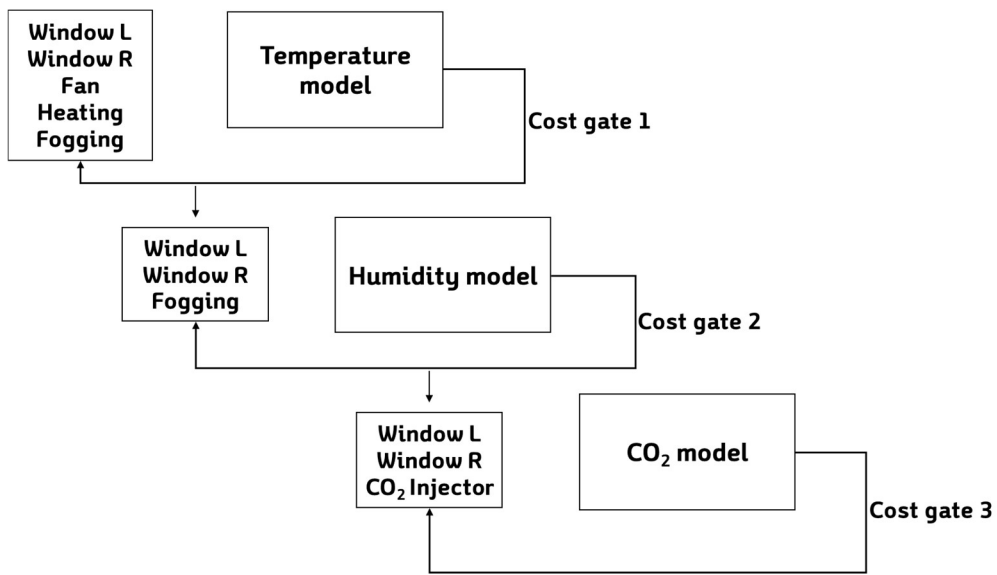 Window L
Window R
Fan
Heating
Fogging
Temperature
model
Cost gate 1
Window L
Window R
Fogging
Humidity model
Cost gate 2
Window L
Window R
CO₂ Injector
CO₂ model
Cost gate 3